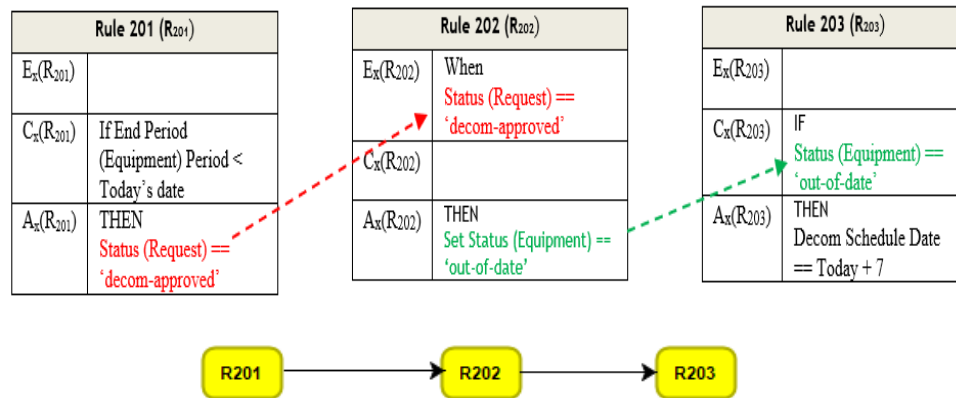 Rule 201 (R201)
Ex(R201)
Cx(R201)
If End Period
(Equipment) Period <
Today's date
Ax(R201)
THEN
Status (Request) ==
‘decom-approved’
Rule 202 (R202)
Ex(R202)
When
Status (Request) ==
‘decom-approved’
Cx(R202)
Ax(R202)
THEN
Set Status (Equipment) ==
‘out-of-date’
Rule 203 (R203)
Ex(R203)
Cx(R203)
IF
Status (Equipment) ==
‘out-of-date’
Ax(R203)
THEN
Decom Schedule Date
== Today + 7
R201
R202
R203